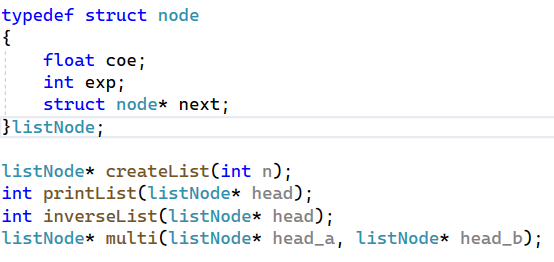 typedef struct node
{
    float coe;
    int exp;
    struct node* next;
}listNode;

listNode* createList(int n);
int printList(listNode* head);
int inverseList(listNode* head);
listNode* multi(listNode* head_a, listNode* head_b);